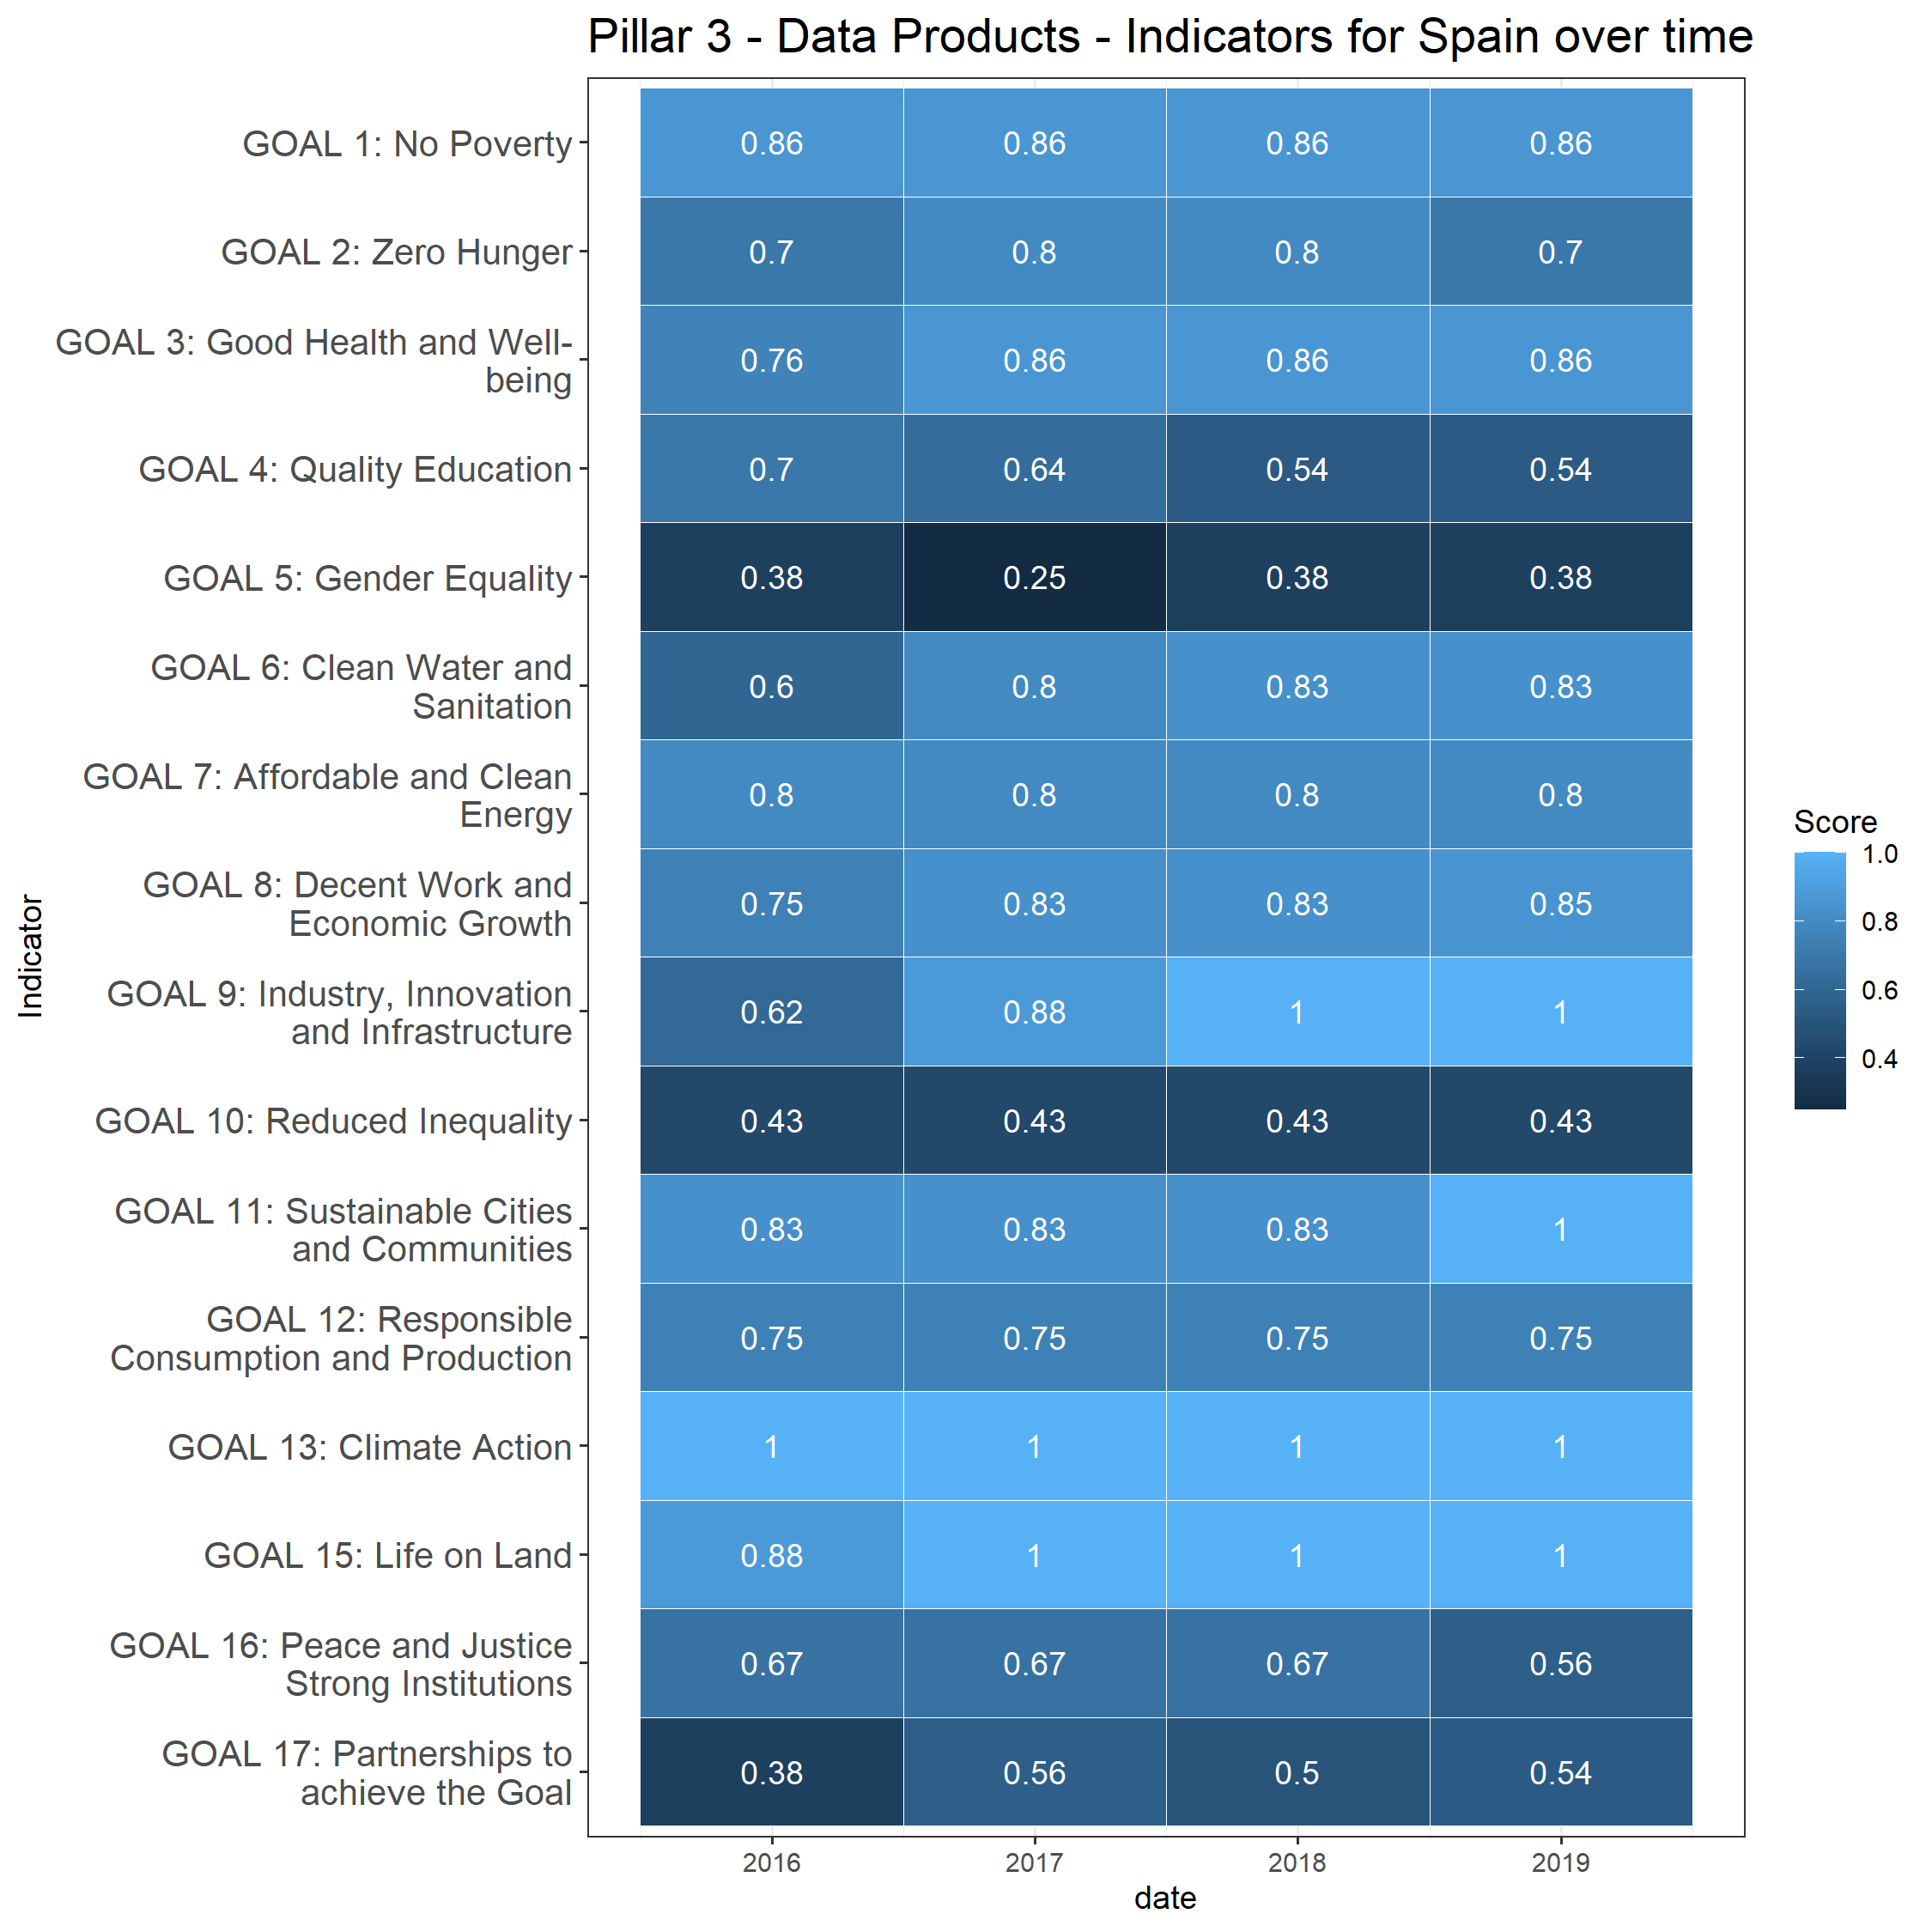 Pillar 3 - Data Products - Indicators for Spain over time
GOAL 1: No Poverty 0.86 0.86 0.86 0.86
GOAL 2: Zero Hunger 0.7 0.8 0.8 0.7
GOAL 3: Good Health and Well-
being 0.76 0.86 0.86 0.86
GOAL 4: Quality Education 0.7 0.64 0.54 0.54
GOAL 5: Gender Equality 0.38 0.25 0.38 0.38
GOAL 6: Clean Water and
Sanitation 0.6 0.8 0.83 0.83
GOAL 7: Affordable and Clean
Energy 0.8 0.8 0.8 0.8
GOAL 8: Decent Work and
Economic Growth 0.75 0.83 0.83 0.85
GOAL 9: Industry, Innovation
and Infrastructure 0.62 0.88 1 1
GOAL 10: Reduced Inequality 0.43 0.43 0.43 0.43
GOAL 11: Sustainable Cities
and Communities 0.83 0.83 0.83 1
GOAL 12: Responsible
Consumption and Production 0.75 0.75 0.75 0.75
GOAL 13: Climate Action 1 1 1 1
GOAL 15: Life on Land 0.88 1 1 1
GOAL 16: Peace and Justice
Strong Institutions 0.67 0.67 0.67 0.56
GOAL 17: Partnerships to
achieve the Goal 0.38 0.56 0.5 0.54
2016 2017 2018 2019
date
Indicator
Score
1.0
0.8
0.6
0.4